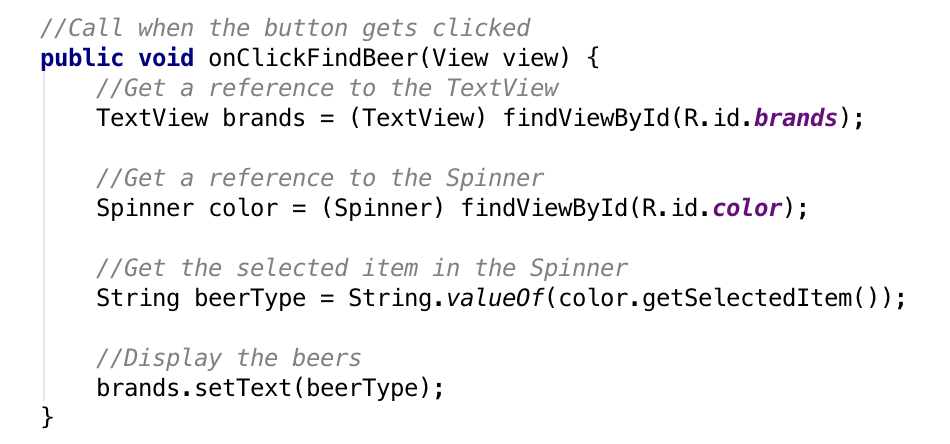 //Call when the button gets clicked
public void onClickFindBeer(View view) {
//Get a reference to the TextView
TextView brands = (TextView) findViewById(R.id.brands);
//Get a reference to the Spinner
Spinner color = (Spinner) findViewById(R.id.color);
//Get the selected item in the Spinner
String beerType = String.valueOf(color.getSelectedItem());
//Display the beers
brands.setText(beerType);
}